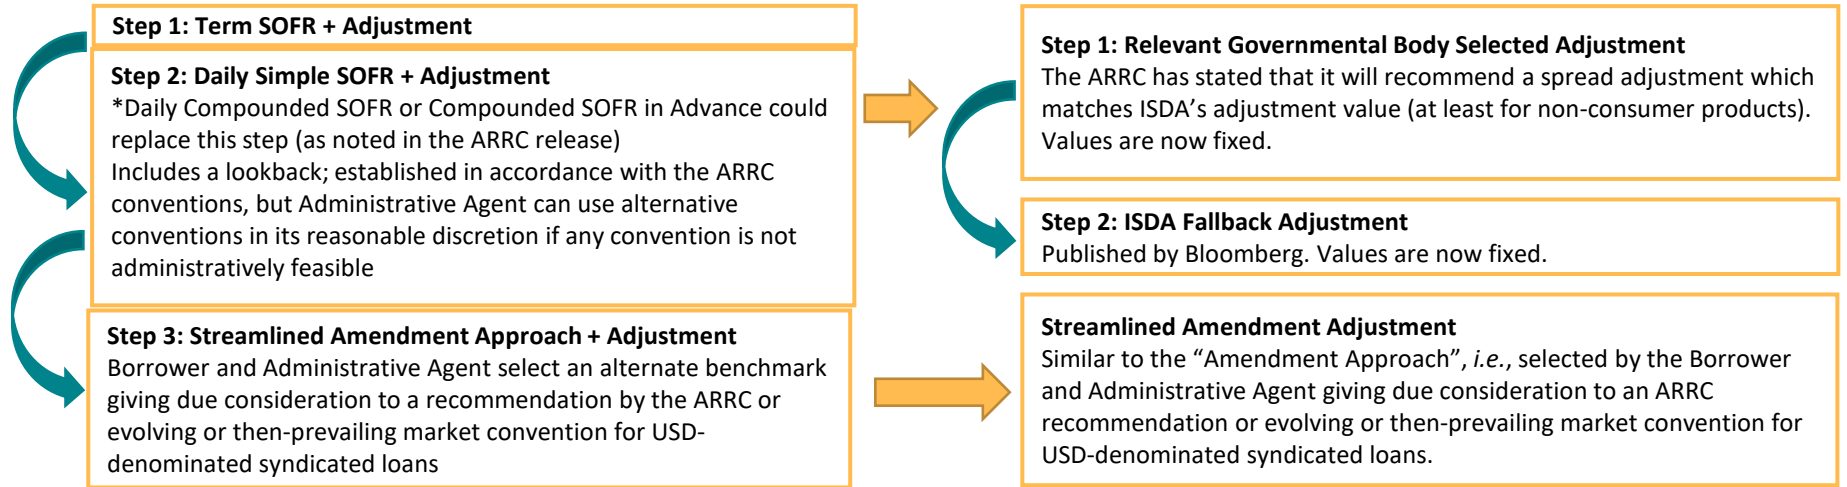 Step 1: Term SOFR + Adjustment
Step 2: Daily Simple SOFR + Adjustment
*Daily Compounded SOFR or Compounded SOFR in Advance could
replace this step (as noted in the ARRC release)
Includes a lookback; established in accordance with the ARRC
conventions, but Administrative Agent can use alternative
conventions in its reasonable discretion if any convention is not
administratively feasible
Step 3: Streamlined Amendment Approach + Adjustment
Borrower and Administrative Agent select an alternate benchmark
giving due consideration to a recommendation by the ARRC or
evolving or then-prevailing market convention for USD-
denominated syndicated loans
Step 1: Relevant Governmental Body Selected Adjustment
The ARRC has stated that it will recommend a spread adjustment which
matches ISDA’s adjustment value (at least for non-consumer products).
Values are now fixed.
Step 2: ISDA Fallback Adjustment
Published by Bloomberg. Values are now fixed.
Streamlined Amendment Adjustment
Similar to the “Amendment Approach”, i.e., selected by the Borrower
and Administrative Agent giving due consideration to an ARRC
recommendation or evolving or then-prevailing market convention for
USD-denominated syndicated loans.